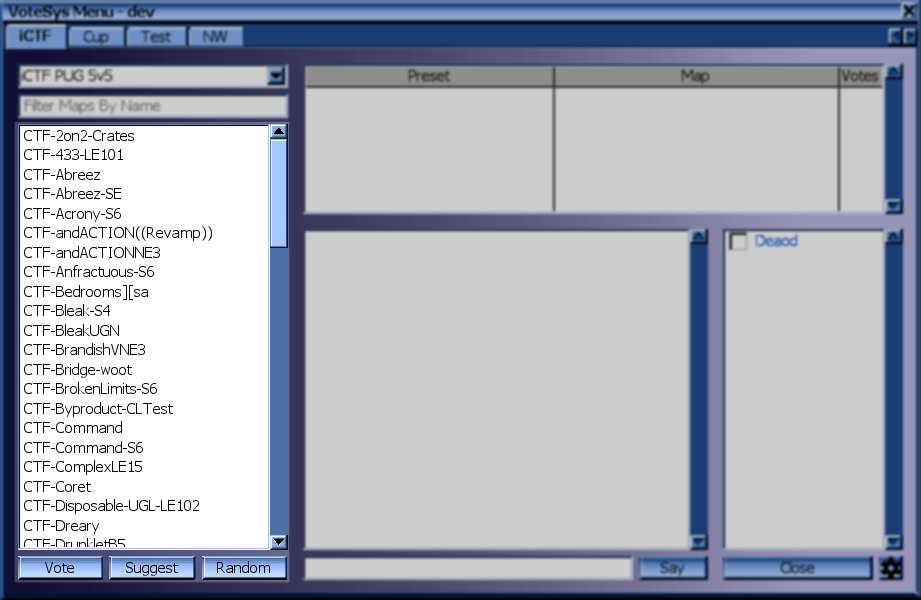 VoteSys Menu - dev
iCTF Cup Test NW
iCTF PUG 5v5
Filter Maps By Name
CTF-2on2-Crates
CTF-433-LE101
CTF-Abreez
CTF-Abreez-SE
CTF-Acrony-S6
CTF-andACTION((Revamp))
CTF-andACTIONNE3
CTF-Anfractuous-S6
CTF-Bedrooms][sa
CTF-Bleak-S4
CTF-BleakUGN
CTF-BrandishVNE3
CTF-Bridge-woot
CTF-BrokenLimits-S6
CTF-Byproduct-CLTest
CTF-Command
CTF-Command-S6
CTF-ComplexLE15
CTF-Coret
CTF-Disposable-UGL-LE102
CTF-Dreary
CTF-DrunkletB5
Vote Suggest Random
Preset Map Votes
Deaod
Say Close